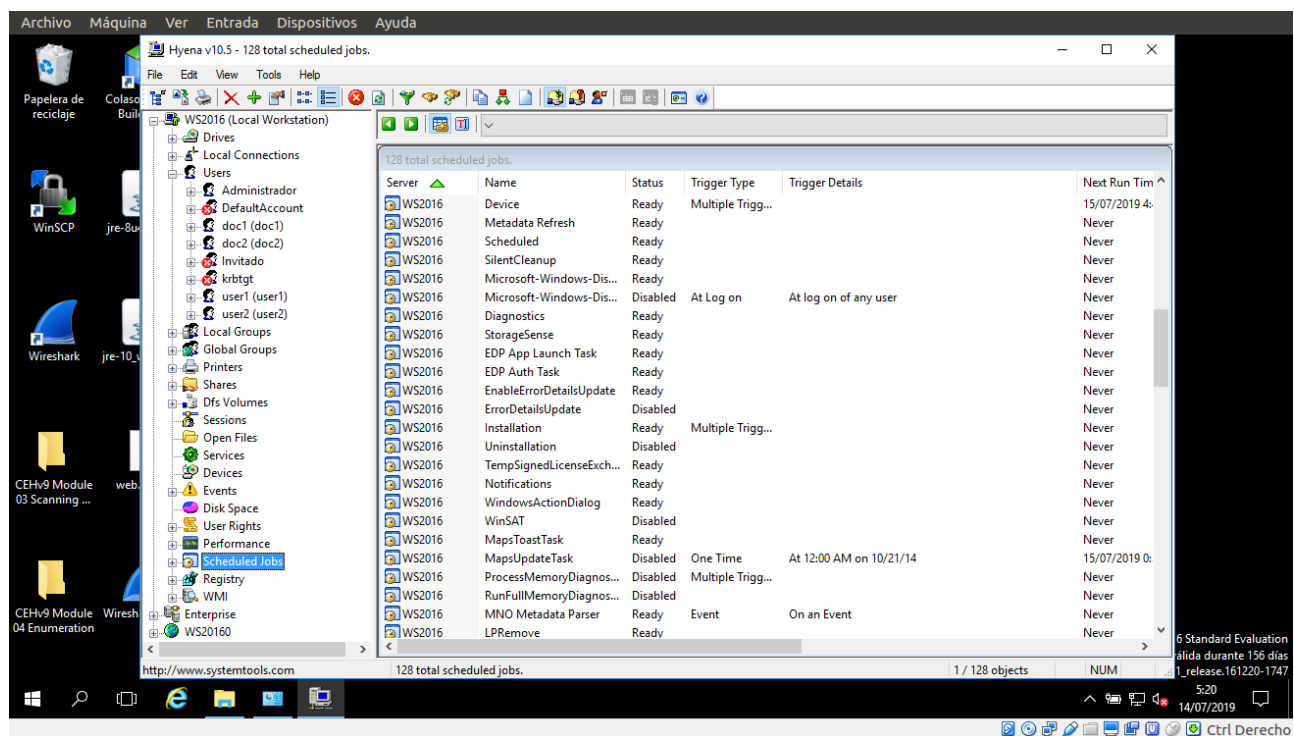 Archivo Máquina Ver Entrada Dispositivos Ayuda
Papelera de reciclaje
Colaso
Buil
WinSCP
jre-8u
Wireshark
jre-10_
CEHv9 Module 03 Scanning ...
web.
CEHv9 Module 04 Enumeration
Wiresh
Hyena v10.5 - 128 total scheduled jobs.
File Edit View Tools Help
WS2016 (Local Workstation)
Drives
Local Connections
Users
Administrador
DefaultAccount
doc1 (doc1)
doc2 (doc2)
Invitado
krbtgt
user1 (user1)
user2 (user2)
Local Groups
Global Groups
Printers
Shares
Dfs Volumes
Sessions
Open Files
Services
Devices
Events
Disk Space
User Rights
Performance
Scheduled Jobs
Registry
WMI
Enterprise
WS20160
128 total scheduled jobs.
Server Name Status Trigger Type Trigger Details Next Run Tim
WS2016 Device Ready Multiple Trigg... 15/07/2019 4:
WS2016 Metadata Refresh Ready Never
WS2016 Scheduled Ready Never
WS2016 SilentCleanup Ready Never
WS2016 Microsoft-Windows-Dis... Ready Never
WS2016 Microsoft-Windows-Dis... Disabled At Log on At log on of any user Never
WS2016 Diagnostics Ready Never
WS2016 StorageSense Ready Never
WS2016 EDP App Launch Task Ready Never
WS2016 EDP Auth Task Ready Never
WS2016 EnableErrorDetailsUpdate Ready Never
WS2016 ErrorDetailsUpdate Disabled Never
WS2016 Installation Ready Multiple Trigg... Never
WS2016 Uninstallation Disabled Never
WS2016 TempSignedLicenseExch... Ready Never
WS2016 Notifications Ready Never
WS2016 WindowsActionDialog Ready Never
WS2016 WinSAT Disabled Never
WS2016 MapsToastTask Ready Never
WS2016 MapsUpdateTask Disabled One Time At 12:00 AM on 10/21/14 15/07/2019 0:
WS2016 ProcessMemoryDiagnos... Disabled Multiple Trigg... Never
WS2016 RunFullMemoryDiagnos... Disabled Never
WS2016 MNO Metadata Parser Ready Event On an Event Never
WS2016 LPRemove Ready Never
http://www.systemtools.com 128 total scheduled jobs. 1 / 128 objects NUM
6 Standard Evaluation
álida durante 156 días
1_release.161220-1747
5:20
14/07/2019
Ctrl Derecho